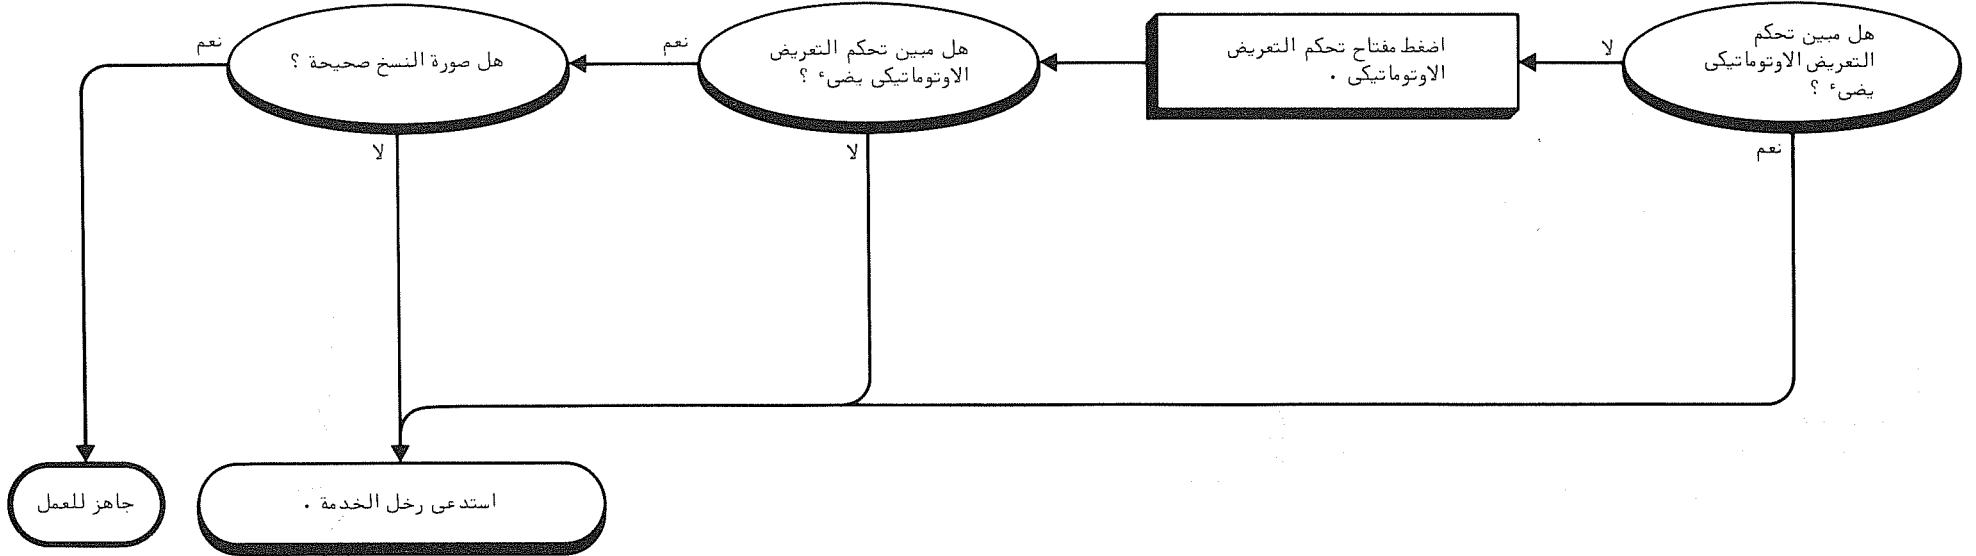 هل مبين تحكم
التعريض الاوتوماتيكى
يضىء ؟
لا
نعم
اضغط مفتاح تحكم التعريض
الاوتوماتيكى .
هل مبين تحكم التعريض
الاوتوماتيكى يضىء ؟
نعم
لا
هل صورة النسخ صحيحة ؟
نعم
لا
استدعى رخل الخدمة .
جاهز للعمل